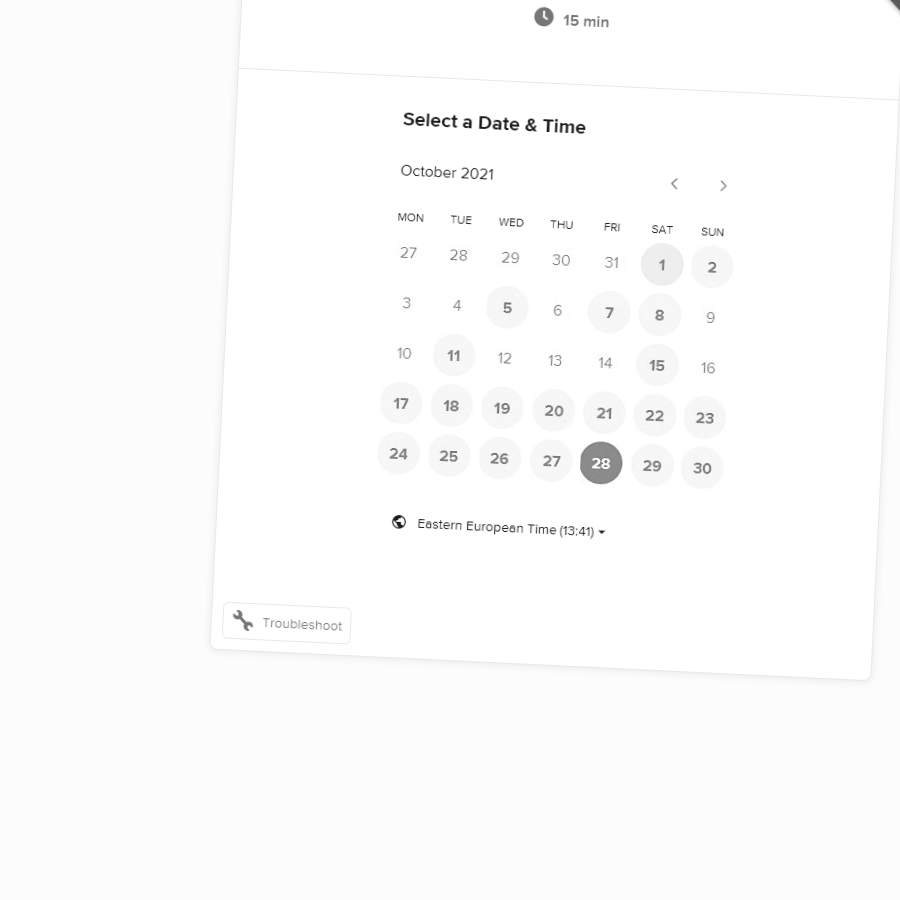 15 min
Select a Date & Time
October 2021
MON TUE WED THU FRI SAT SUN
27 28 29 30 31 1 2
3 4 5 6 7 8 9
10 11 12 13 14 15 16
17 18 19 20 21 22 23
24 25 26 27 28 29 30
Eastern European Time (13:41)
Troubleshoot